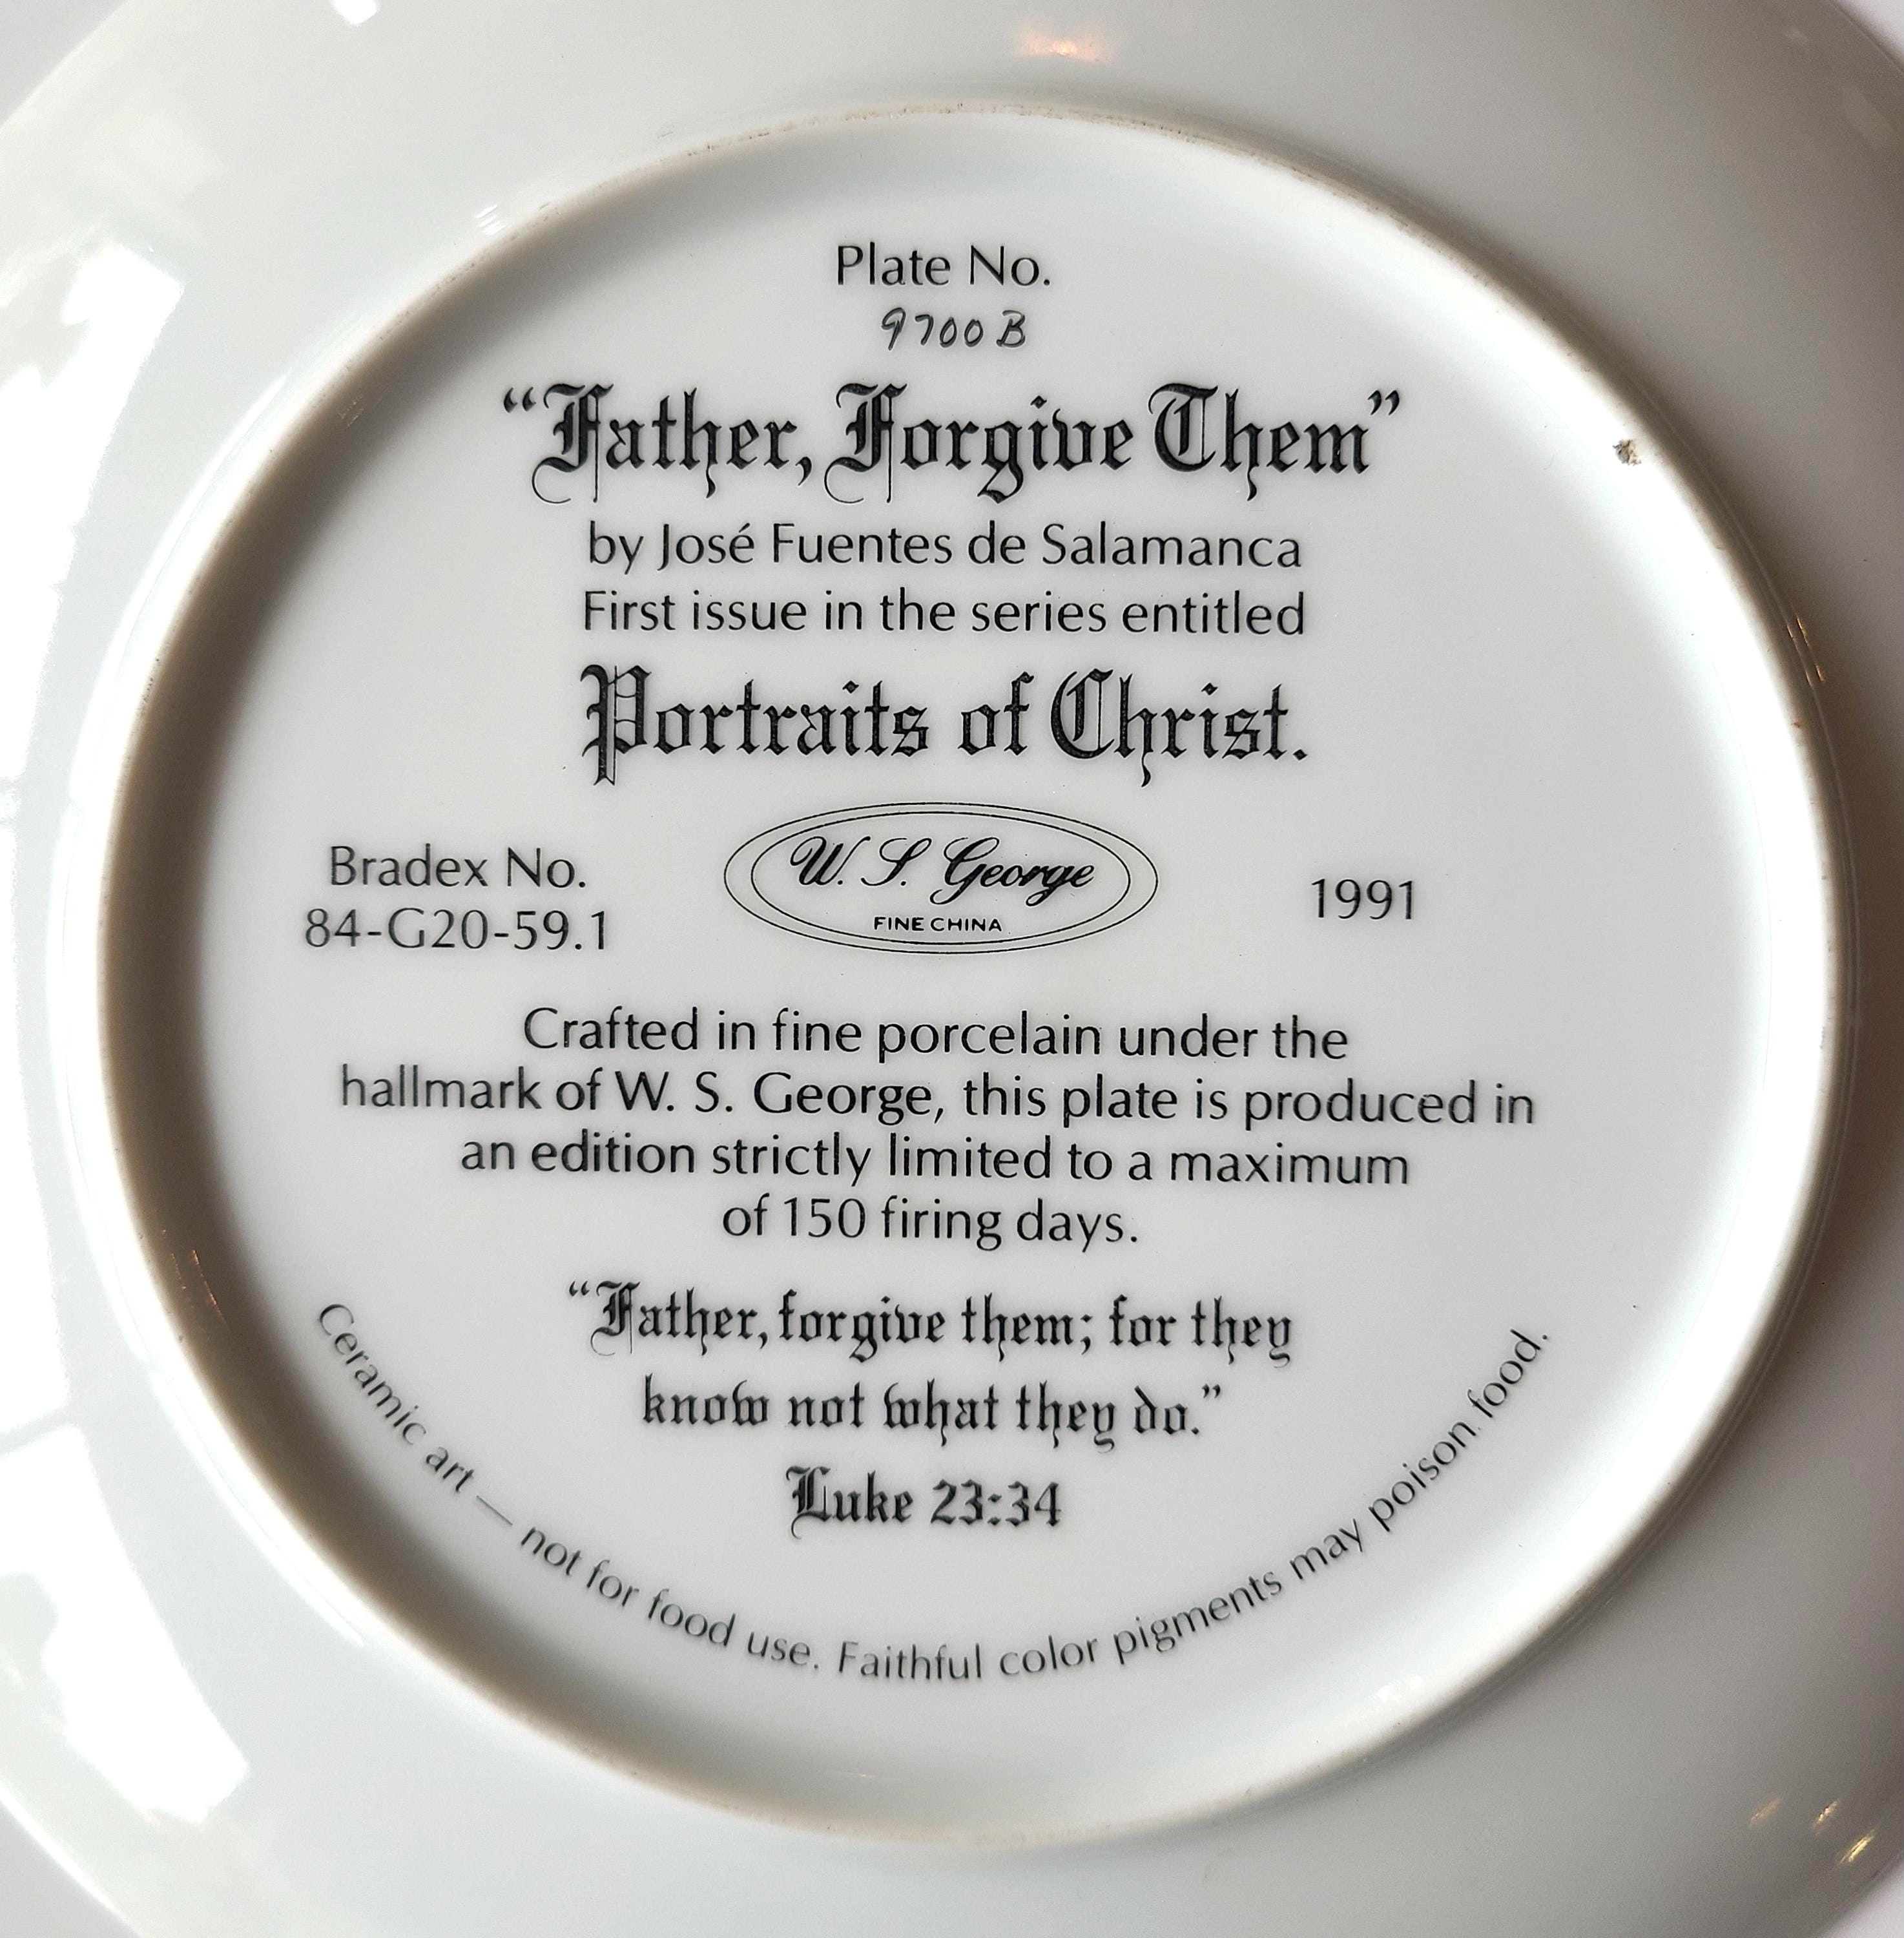 Plate No.
9700 B
“Father, Forgive Them”
by José Fuentes de Salamanca
First issue in the series entitled
Portraits of Christ.
Bradex No.
84-G20-59.1
W. S. George
FINE CHINA
1991
Crafted in fine porcelain under the
hallmark of W. S. George, this plate is produced in
an edition strictly limited to a maximum
of 150 firing days.
“Father, forgive them; for they
know not what they do.”
Luke 23:34
Ceramic art — not for food use. Faithful color pigments may poison food.